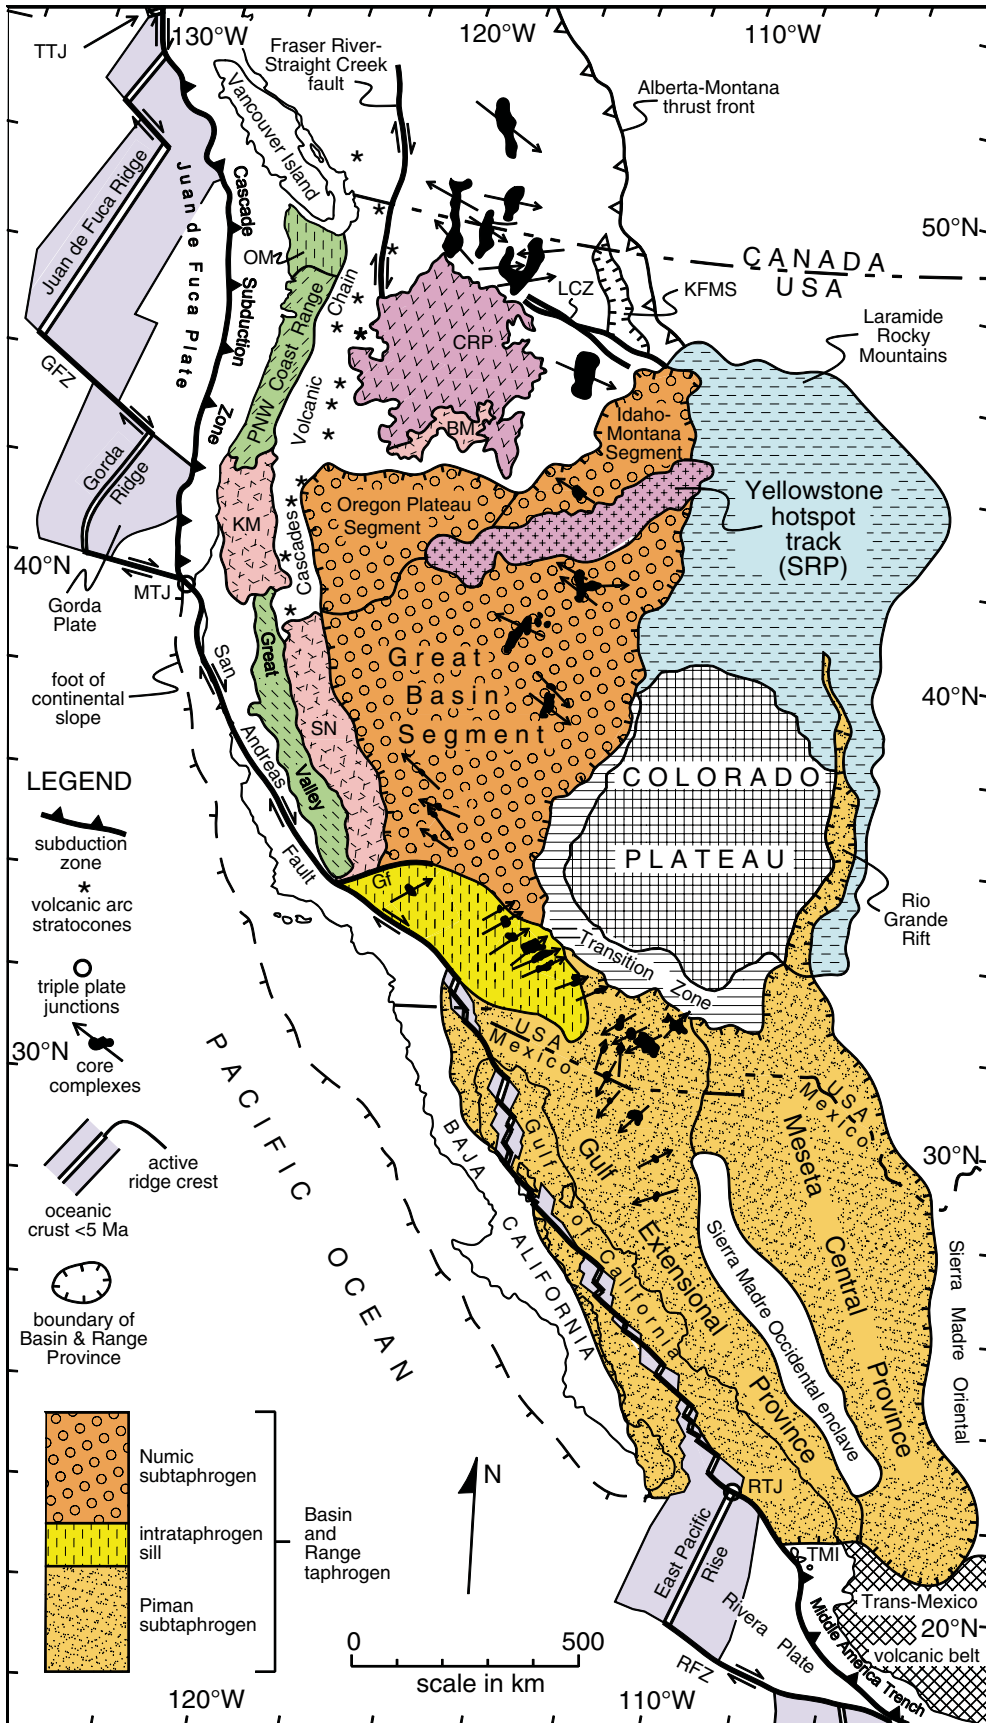 130°W
120°W
110°W
TTJ
Fraser River-
Straight Creek
fault
Alberta-Montana
thrust front
Vancouver Island
Juan de Fuca Ridge
Juan de Fuca Plate
Cascade
Subduction
Zone
OM
PNW Coast Range
Chain
Volcanic
Cascades
50°N
CANADA
USA
LCZ
KFMS
CRP
BM
Laramide
Rocky
Mountains
GFZ
Gorda
Ridge
KM
Idaho-
Montana
Segment
Oregon Plateau
Segment
Yellowstone
hotspot
track
(SRP)
40°N
MTJ
Gorda
Plate
foot of
continental
slope
San
Andreas
Fault
Great
Valley
SN
Great
Basin
Segment
40°N
COLORADO
PLATEAU
Rio
Grande
Rift
Gf
Transition Zone
LEGEND
subduction
zone
volcanic arc
stratocones
triple plate
junctions
core
complexes
active
ridge crest
oceanic
crust <5 Ma
boundary of
Basin & Range
Province
30°N
USA
Mexico
USA
Mexico
30°N
PACIFIC OCEAN
BAJA
CALIFORNIA
Gulf
of California
Gulf
Extensional
Province
Sierra Madre Occidental enclave
Meseta
Central
Province
Sierra Madre Oriental
Numic
subtaphrogen
intrataphrogen
sill
Piman
subtaphrogen
Basin
and
Range
taphrogen
N
RTJ
TMI
East Pacific
Rise
Rivera Plate
RFZ
Middle America Trench
Trans-Mexico
20°N
volcanic belt
0
500
scale in km
120°W
110°W